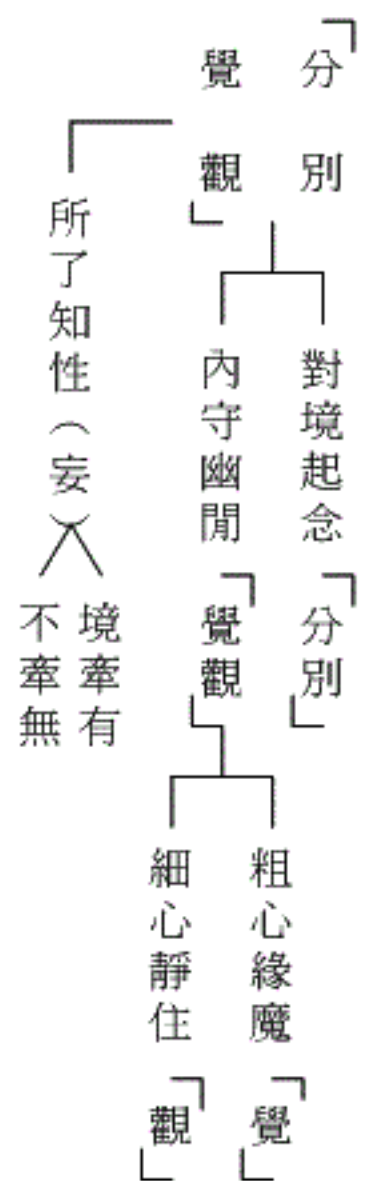 「分別
覺觀」
對境起念
內守幽閒
所了知性（妄）
「分別」
「覺觀」
境牽有
不牽無
粗心緣魔
細心靜住
「覺」
「觀」